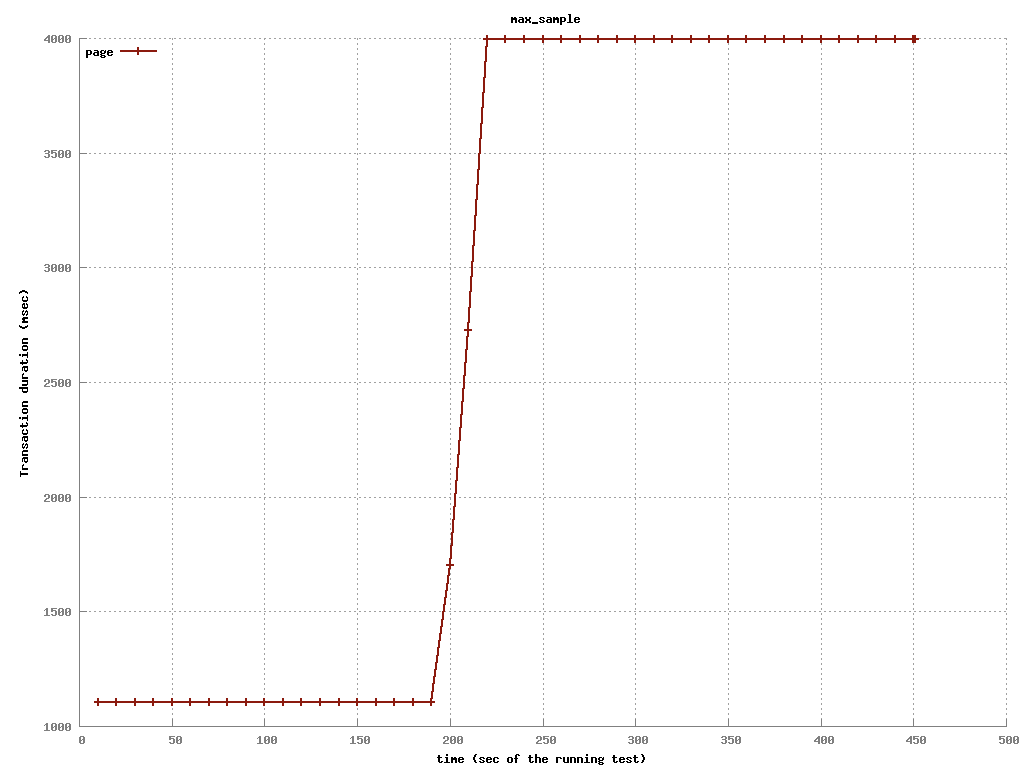 max_sample
page
4000
3500
3000
2500
2000
1500
1000
Transaction duration (msec)
0 50 100 150 200 250 300 350 400 450 500
time (sec of the running test)